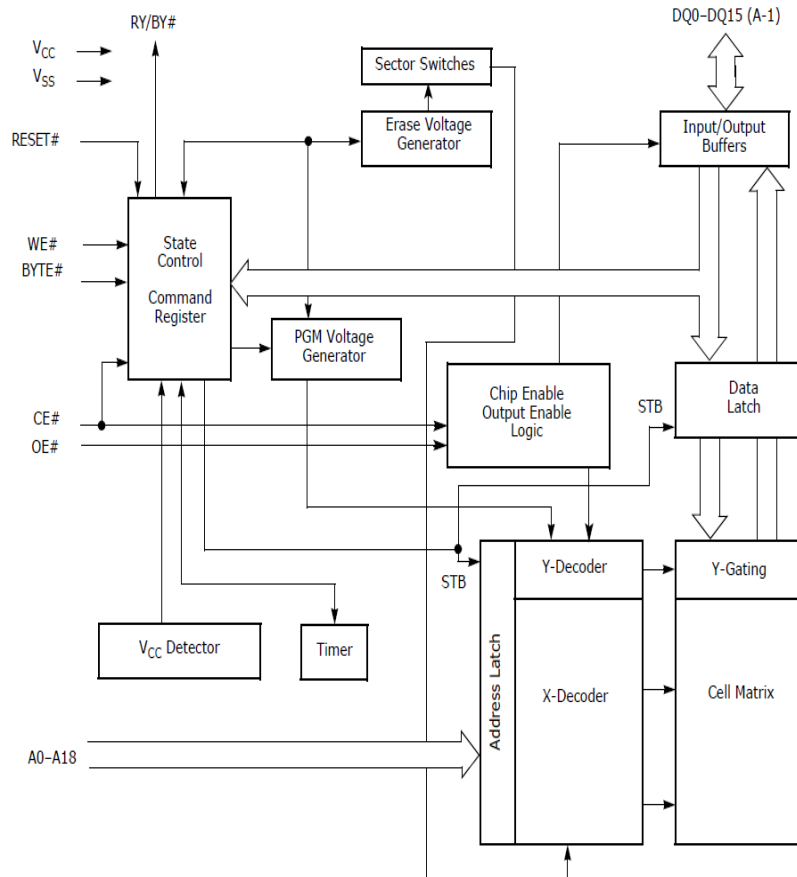 RY/BY#
DQ0–DQ15 (A-1)
VCC
VSS
Sector Switches
Erase Voltage
Generator
Input/Output
Buffers
RESET#
WE#
BYTE#
State
Control
Command
Register
PGM Voltage
Generator
Chip Enable
Output Enable
Logic
STB
Data
Latch
CE#
OE#
STB
Y-Decoder
Y-Gating
VCC Detector
Timer
Address Latch
X-Decoder
Cell Matrix
A0–A18